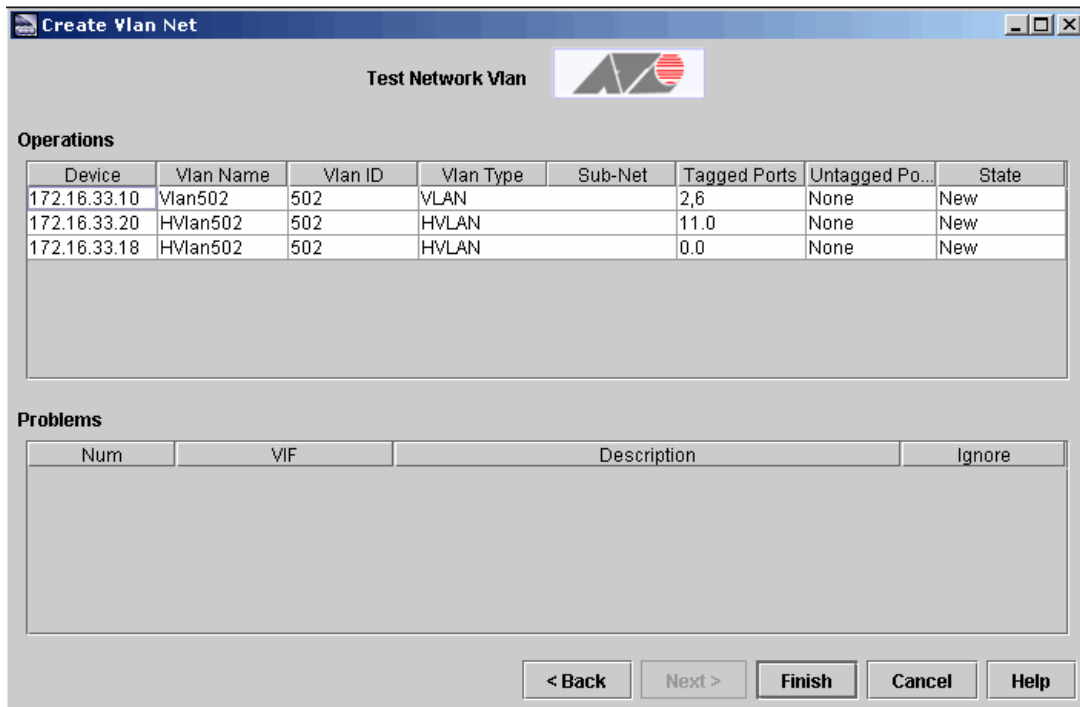 Create Vlan Net
Test Network Vlan
Operations
Device Vlan Name Vlan ID Vlan Type Sub-Net Tagged Ports Untagged Po... State
172.16.33.10 Vlan502 502 VLAN 2,6 None New
172.16.33.20 HVlan502 502 HVLAN 11.0 None New
172.16.33.18 HVlan502 502 HVLAN 0.0 None New
Problems
Num VIF Description Ignore
< Back Next > Finish Cancel Help